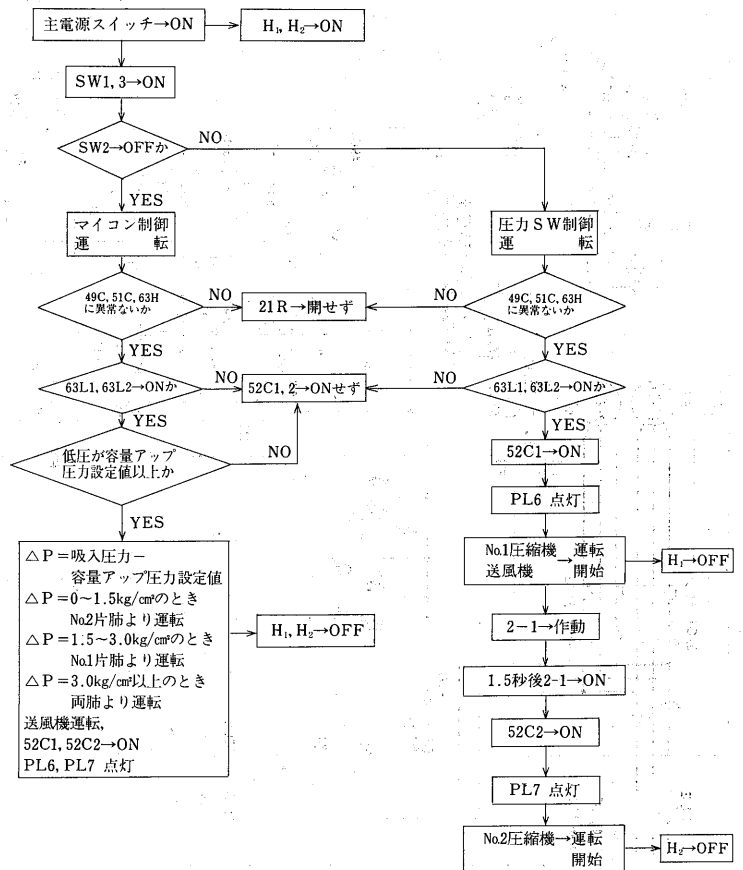 主電源スイッチ→ON
H₁, H₂→ON
SW1, 3→ON
SW2→OFFか
NO
YES
マイコン制御
運　　　　転
圧力SW制御
運　　　転
49C, 51C, 63H
に異常ないか
NO
21R→開せず
NO
49C, 51C, 63H
に異常ないか
YES
YES
63L1, 63L2→ONか
NO
52C1, 2→ONせず
NO
63L1, 63L2→ONか
YES
YES
低圧が容量アップ
圧力設定値以上か
NO
YES
52C1→ON
PL6 点灯
No.1圧縮機→運転
送風機　　　開始
H₁→OFF
2-1→作動
1.5秒後2-1→ON
52C2→ON
PL7 点灯
No.2圧縮機→運転
開始
H₂→OFF
△P＝吸入圧力－
容量アップ圧力設定値
△P＝0～1.5kg/cm²のとき
No.2片肺より運転
△P＝1.5～3.0kg/cm²のとき
No.1片肺より運転
△P＝3.0kg/cm²以上のとき
両肺より運転
送風機運転,
52C1, 52C2→ON
PL6, PL7 点灯
H₁, H₂→OFF